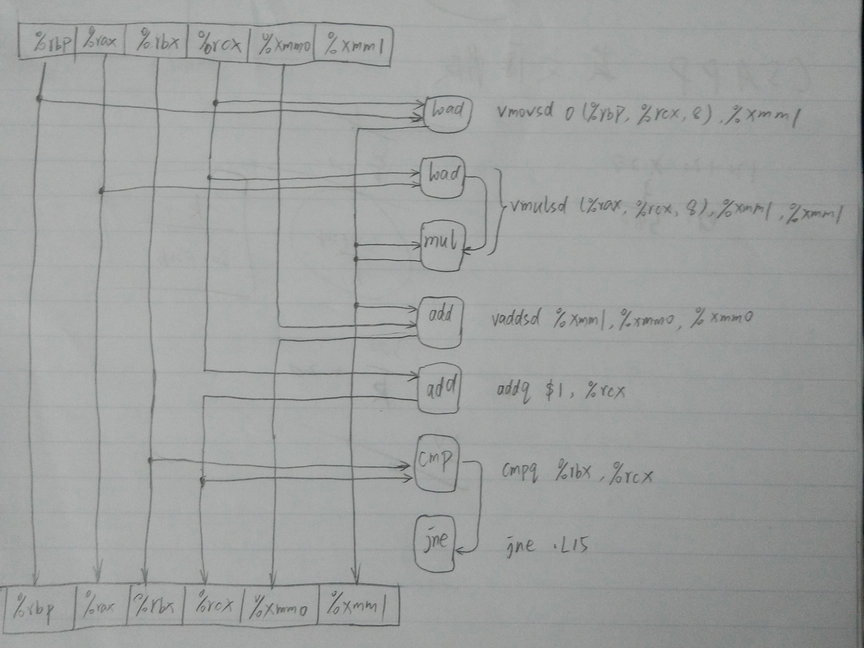 %rbp %rax %rbx %rcx %xmm0 %xmm1
load vmovsd 0(%rbp, %rcx, 8), %xmm1
load
vmulsd (%rax, %rcx, 8), %xmm1, %xmm1
mul
add vaddsd %xmm1, %xmm0, %xmm0
add addq $1, %rcx
cmp cmpq %rbx, %rcx
jne jne .L15
%rbp %rax %rbx %rcx %xmm0 %xmm1